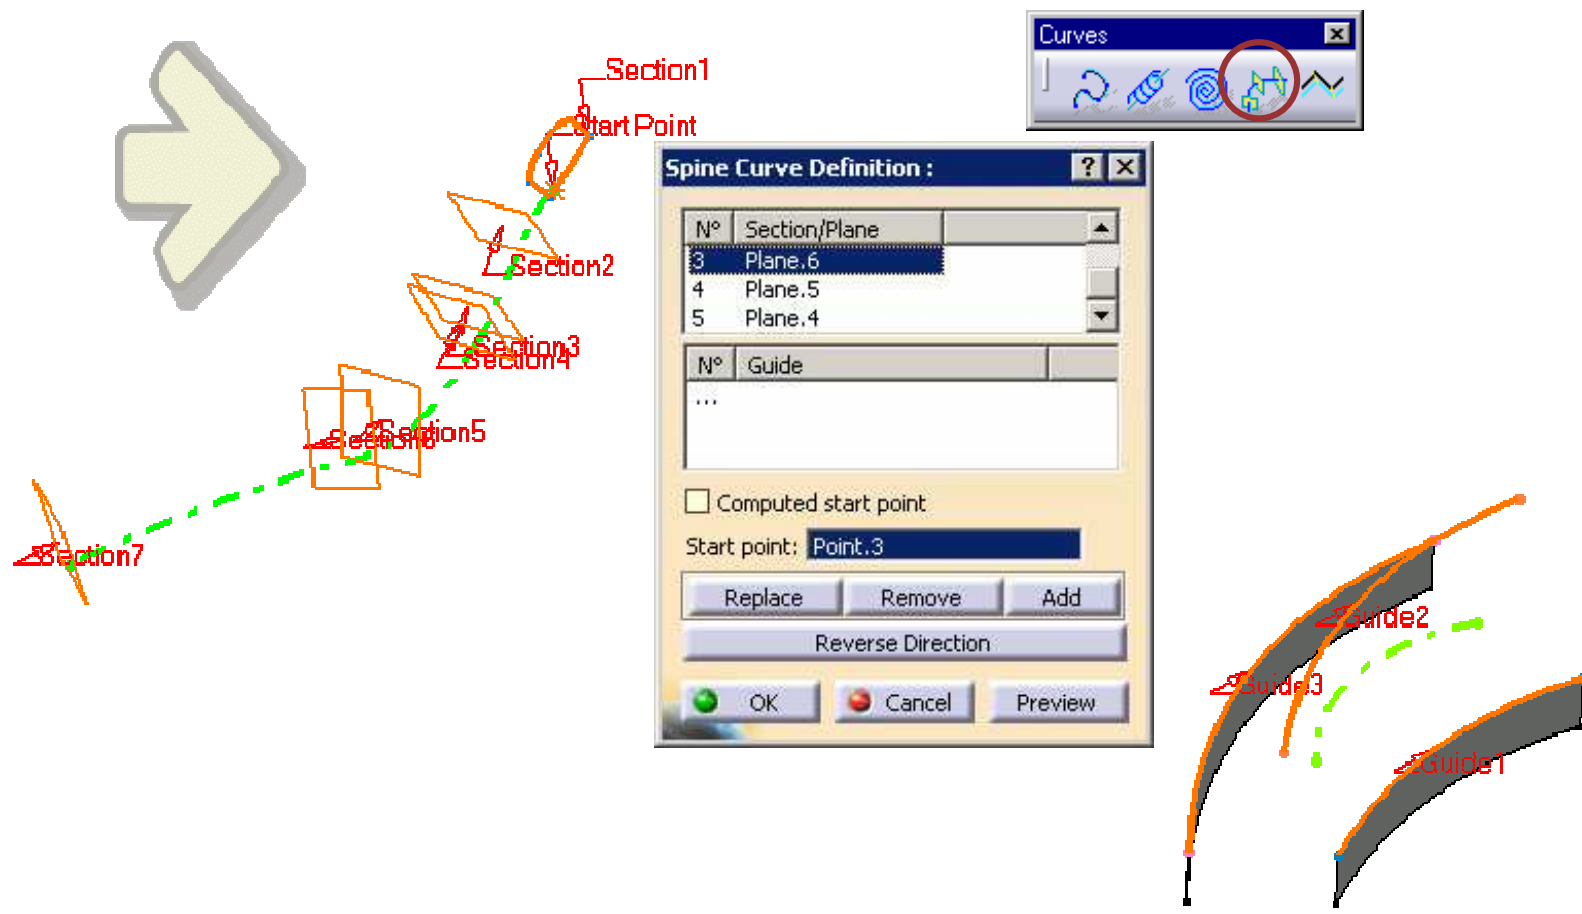 Section1
Start Point
Section2
Section3
Section4
Section5
Section6
Section7
Curves
Spine Curve Definition :
N° Section/Plane
3 Plane.6
4 Plane.5
5 Plane.4
N° Guide
...
Computed start point
Start point: Point.3
Replace Remove Add
Reverse Direction
OK Cancel Preview
Guide2
Guide3
Guide1